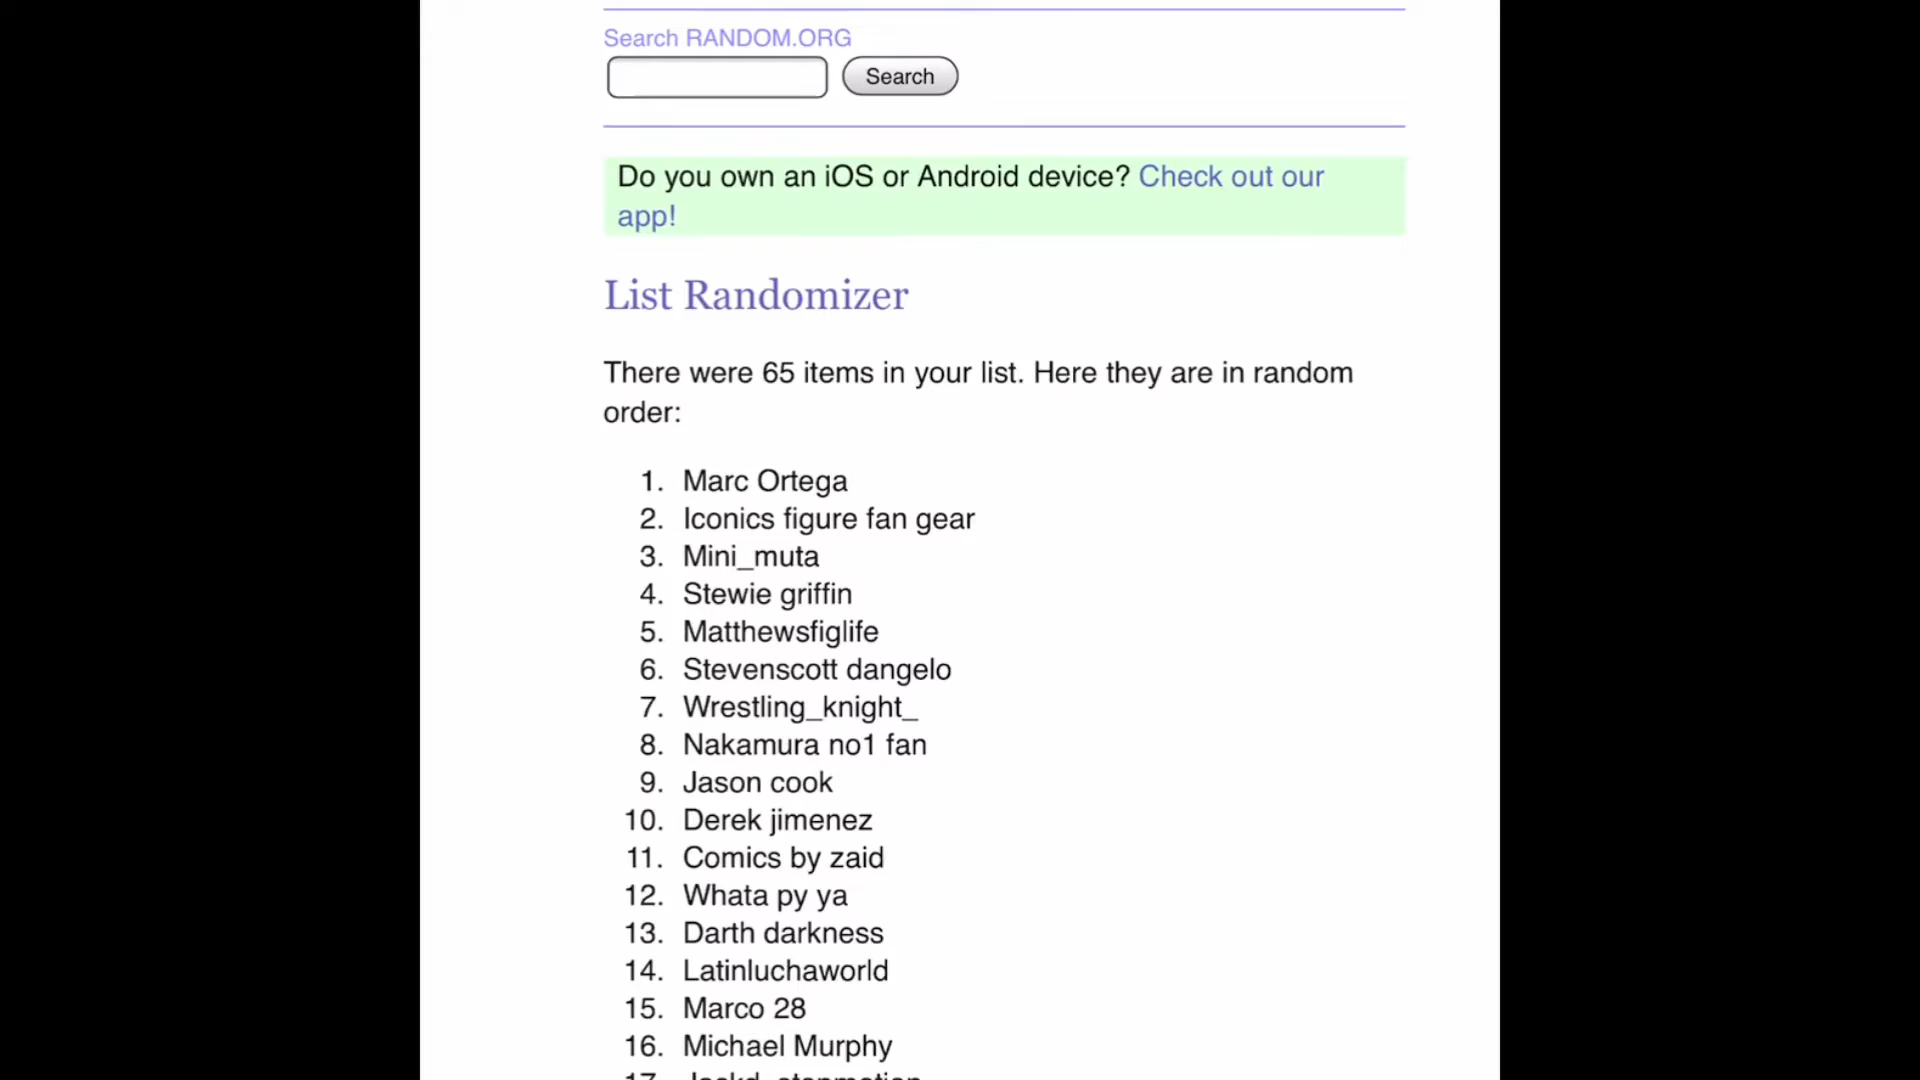 Search RANDOM.ORG
Search
Do you own an iOS or Android device? Check out our
app!
List Randomizer
There were 65 items in your list. Here they are in random
order:
1. Marc Ortega
2. Iconics figure fan gear
3. Mini_muta
4. Stewie griffin
5. Matthewsfiglife
6. Stevenscott dangelo
7. Wrestling_knight_
8. Nakamura no1 fan
9. Jason cook
10. Derek jimenez
11. Comics by zaid
12. Whata py ya
13. Darth darkness
14. Latinluchaworld
15. Marco 28
16. Michael Murphy
17.